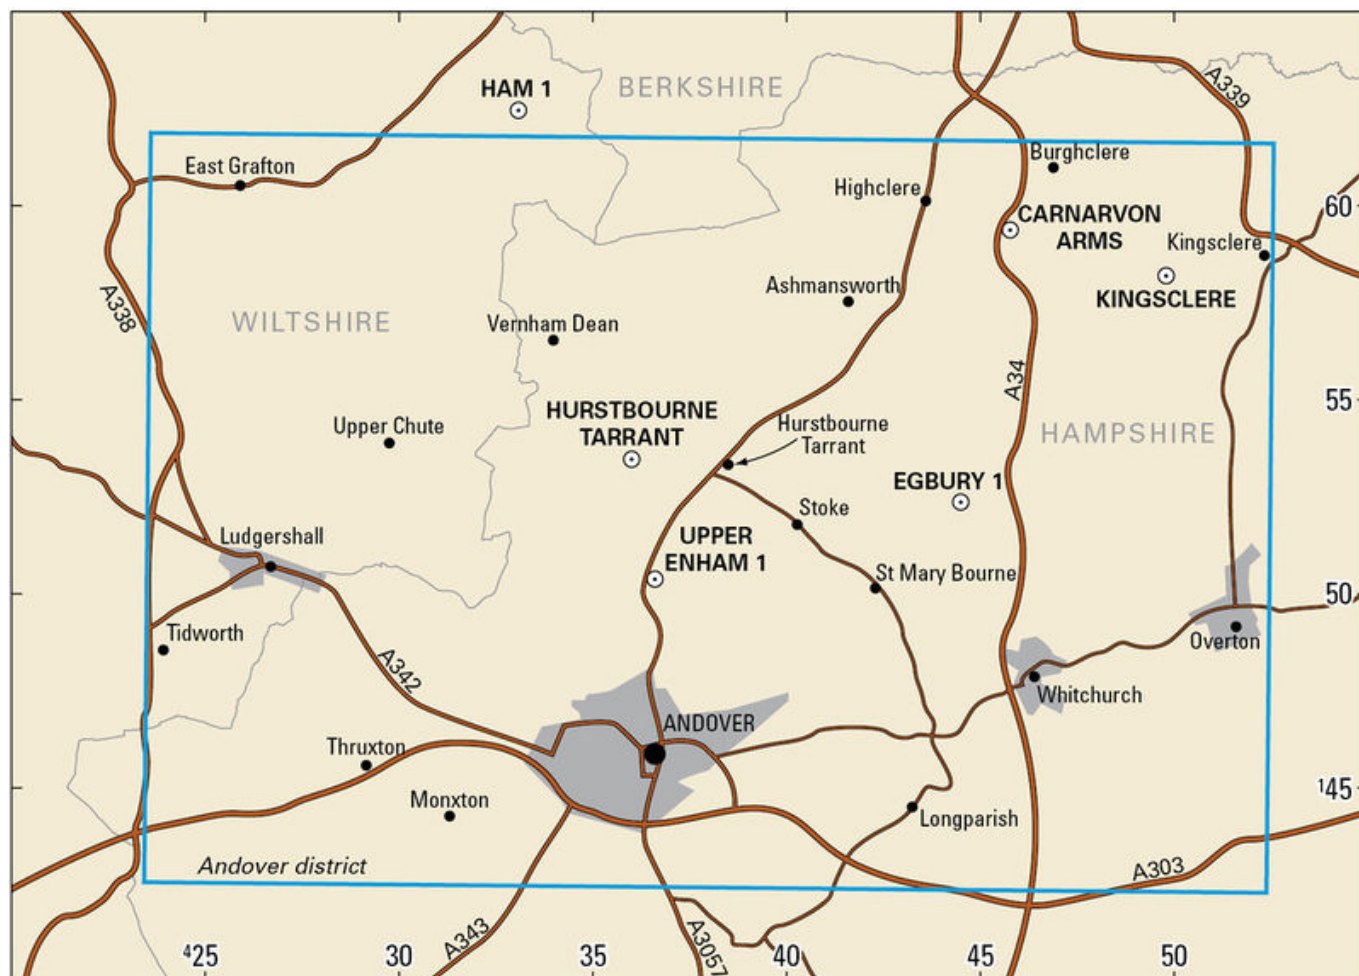 HAM 1
BERKSHIRE
A339
East Grafton
Burghclere
Highclere
CARNARVON
ARMS
60
Kingsclere
KINGSCLERE
Ashmansworth
A338
WILTSHIRE
Vernham Dean
A34
55
HURSTBOURNE
TARRANT
Hurstbourne
Tarrant
Upper Chute
HAMPSHIRE
EGBURY 1
Stoke
Ludgershall
UPPER
ENHAM 1
St Mary Bourne
50
Tidworth
Overton
A342
Whitchurch
ANDOVER
Thruxton
Monxton
¹45
Longparish
Andover district
A303
A343
A3057
⁴25
30
35
40
45
50